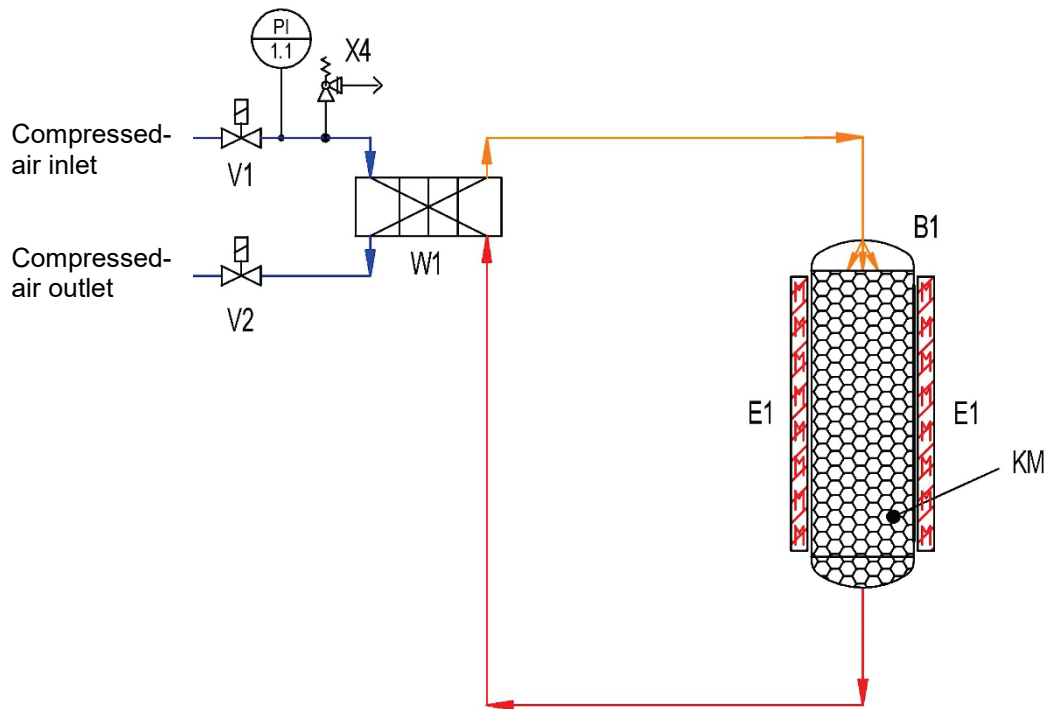 PI
1.1
X4
Compressed-
air inlet
V1
B1
Compressed-
air outlet
W1
V2
E1
E1
KM